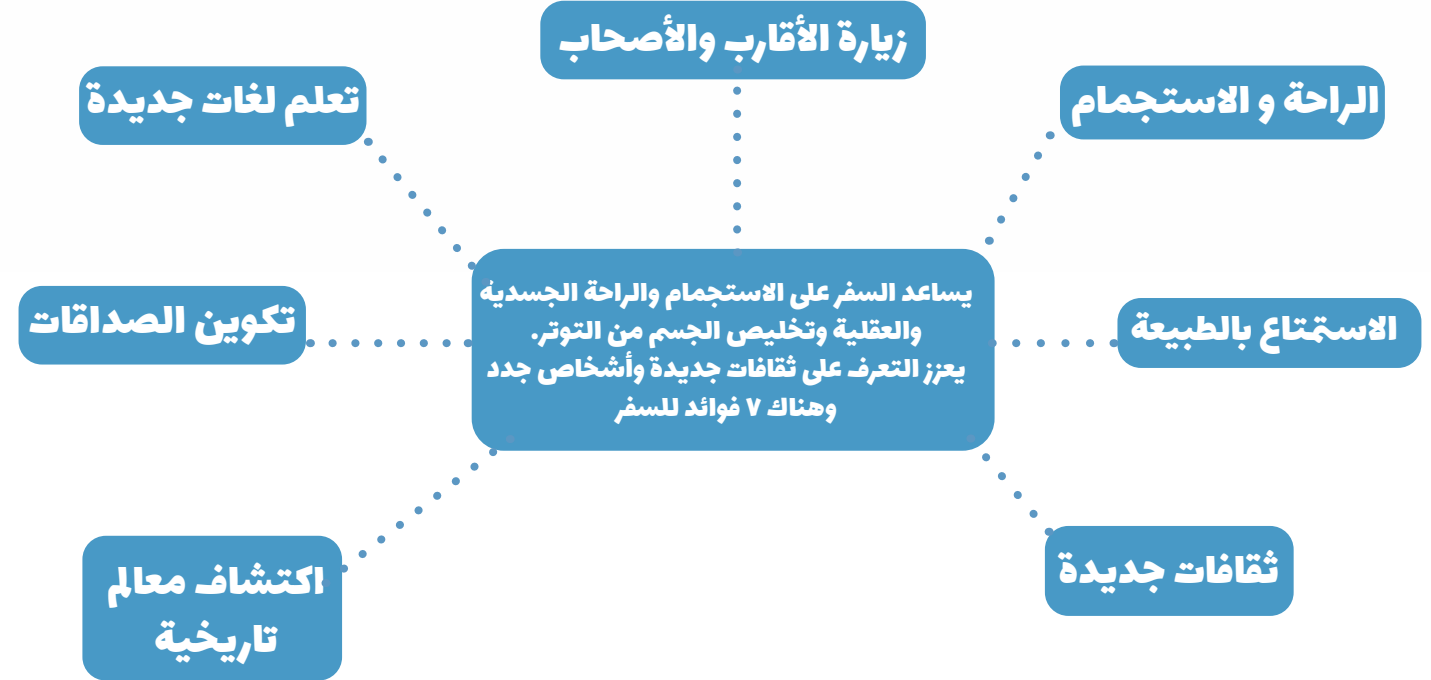 زيارة الأقارب والأصحاب
الراحة و الاستجمام
تعلم لغات جديدة
يساعد السفر على الاستجمام والراحة الجسدية
والعقلية وتخليص الجسم من التوتر.
يعزز التعرف على ثقافات جديدة وأشخاص جدد
وهناك ٧ فوائد للسفر
الاستمتاع بالطبيعة
تكوين الصداقات
ثقافات جديدة
اكتشاف معالم
تاريخية